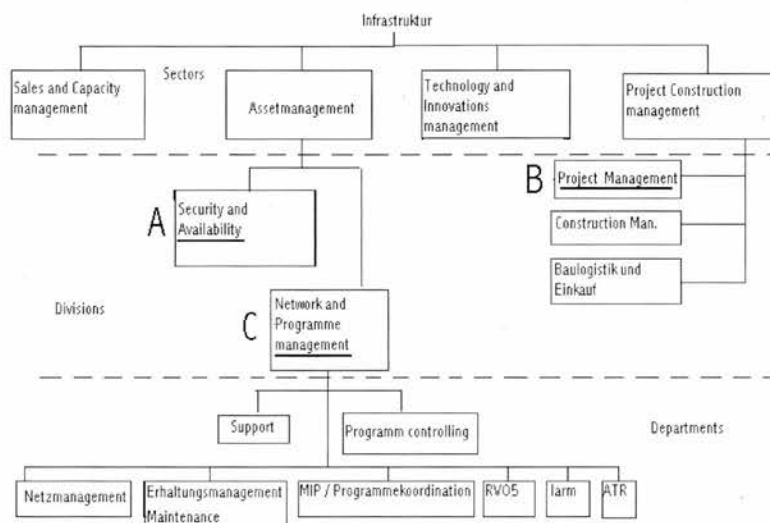 Infrastruktur
Sectors
Sales and Capacity
management
Assetmanagement
Technology and
Innovations
management
Project Construction
management
A
Security and
Availability
B
Project Management
Construction Man.
Baulogistik und
Einkauf
Divisions
C
Network and
Programme
management
Support
Programm controlling
Departments
Netzmanagement
Erhaltungsmanagement
Maintenance
MIP / Programmekoordination
RV05
larm
ATR